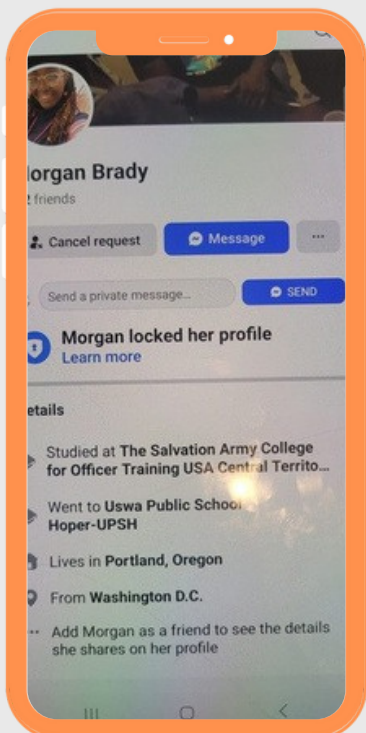 organ Brady
friends
Cancel request
Message
Send a private message...
SEND
Morgan locked her profile
Learn more
etails
Studied at The Salvation Army College
for Officer Training USA Central Territo...
Went to Uswa Public School
Hoper-UPSH
Lives in Portland, Oregon
From Washington D.C.
Add Morgan as a friend to see the details
she shares on her profile